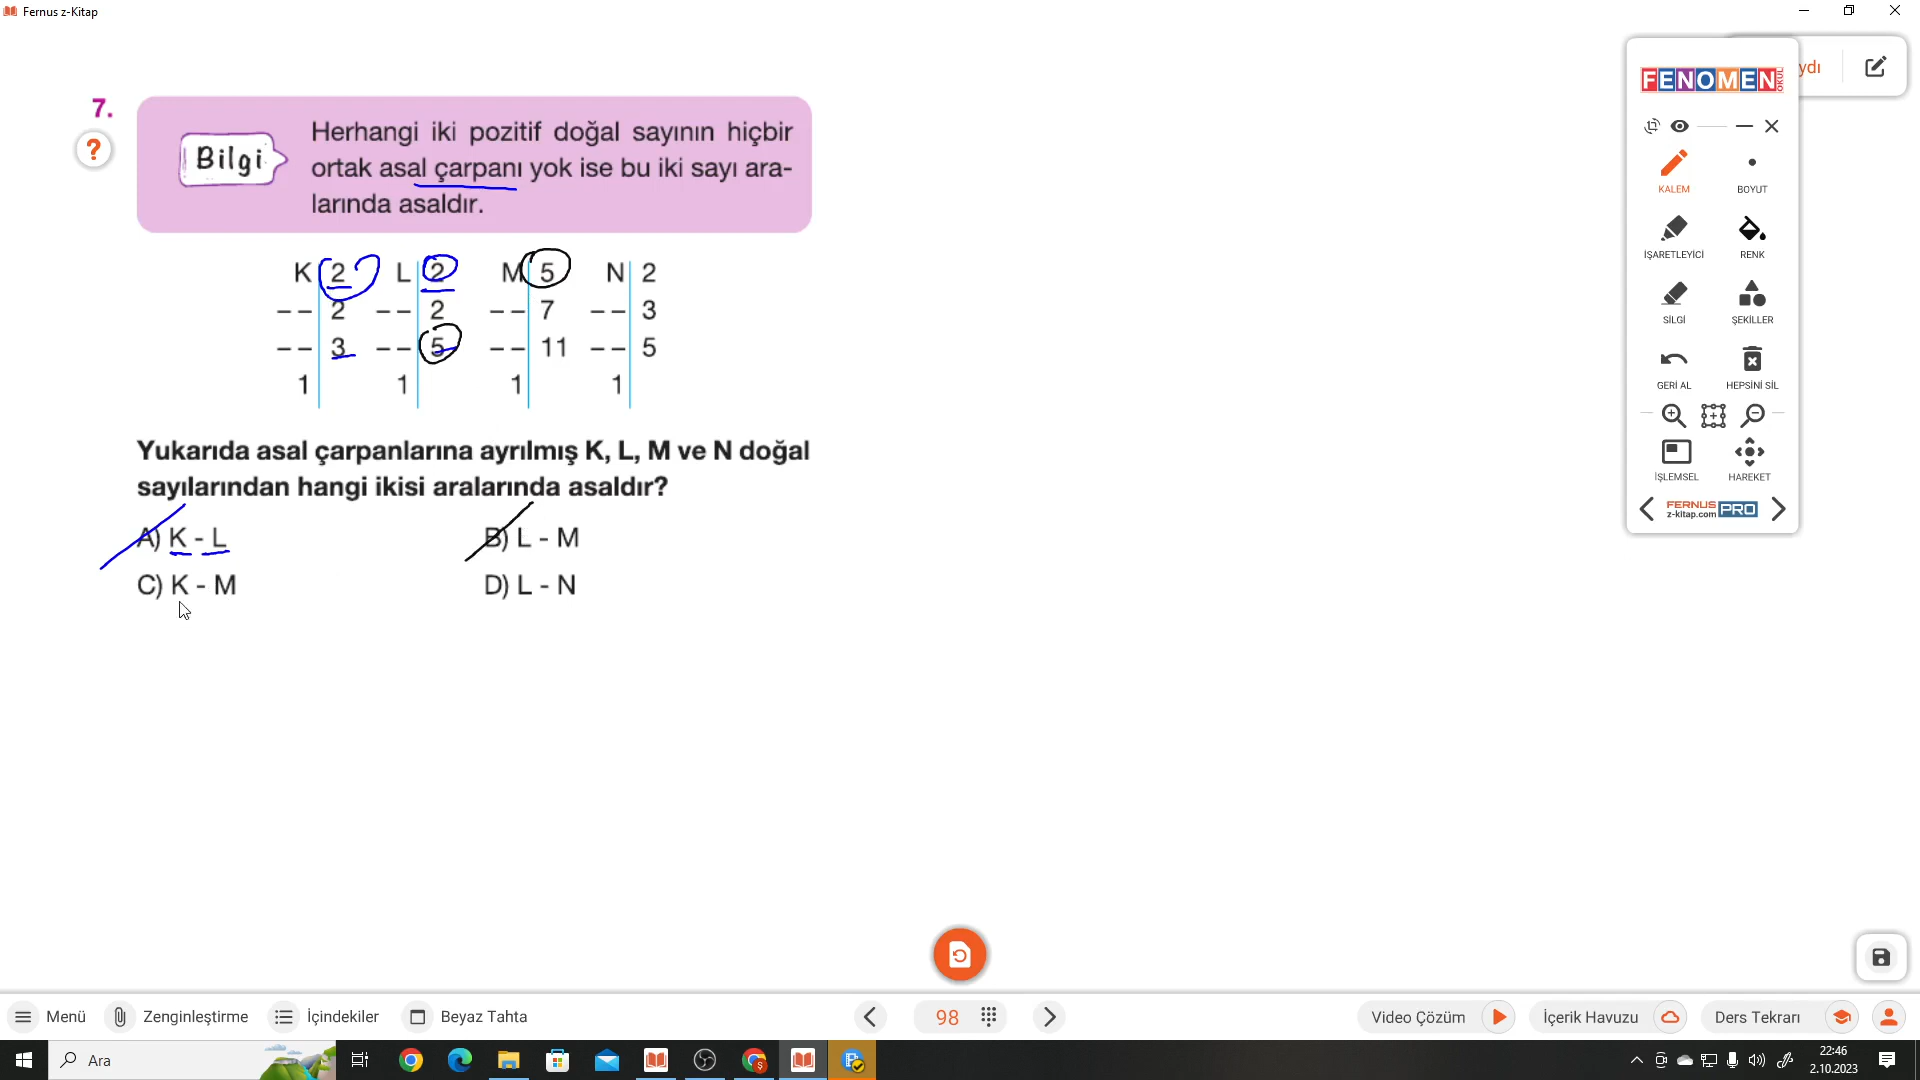 Fernus z-Kitap
7.
?
Bilgi
Herhangi iki pozitif doğal sayının hiçbir
ortak asal çarpanı yok ise bu iki sayı ara-
larında asaldır.
K 2 L 2 M 5 N 2
-- 2 -- 2 -- 7 -- 3
-- 3 -- 5 -- 11 -- 5
1 1 1 1
Yukarıda asal çarpanlarına ayrılmış K, L, M ve N doğal
sayılarından hangi ikisi aralarında asaldır?
A) K - L B) L - M
C) K - M D) L - N
ydı
FENOMEN OKUL
KALEM BOYUT
İŞARETLEYİCİ RENK
SİLGİ ŞEKİLLER
GERİ AL HEPSİNİ SİL
İŞLEMSEL HAREKET
FERNUS
z-kitap.com PRO
Menü Zenginleştirme İçindekiler Beyaz Tahta 98 Video Çözüm İçerik Havuzu Ders Tekrarı
Ara
22:46
2.10.2023